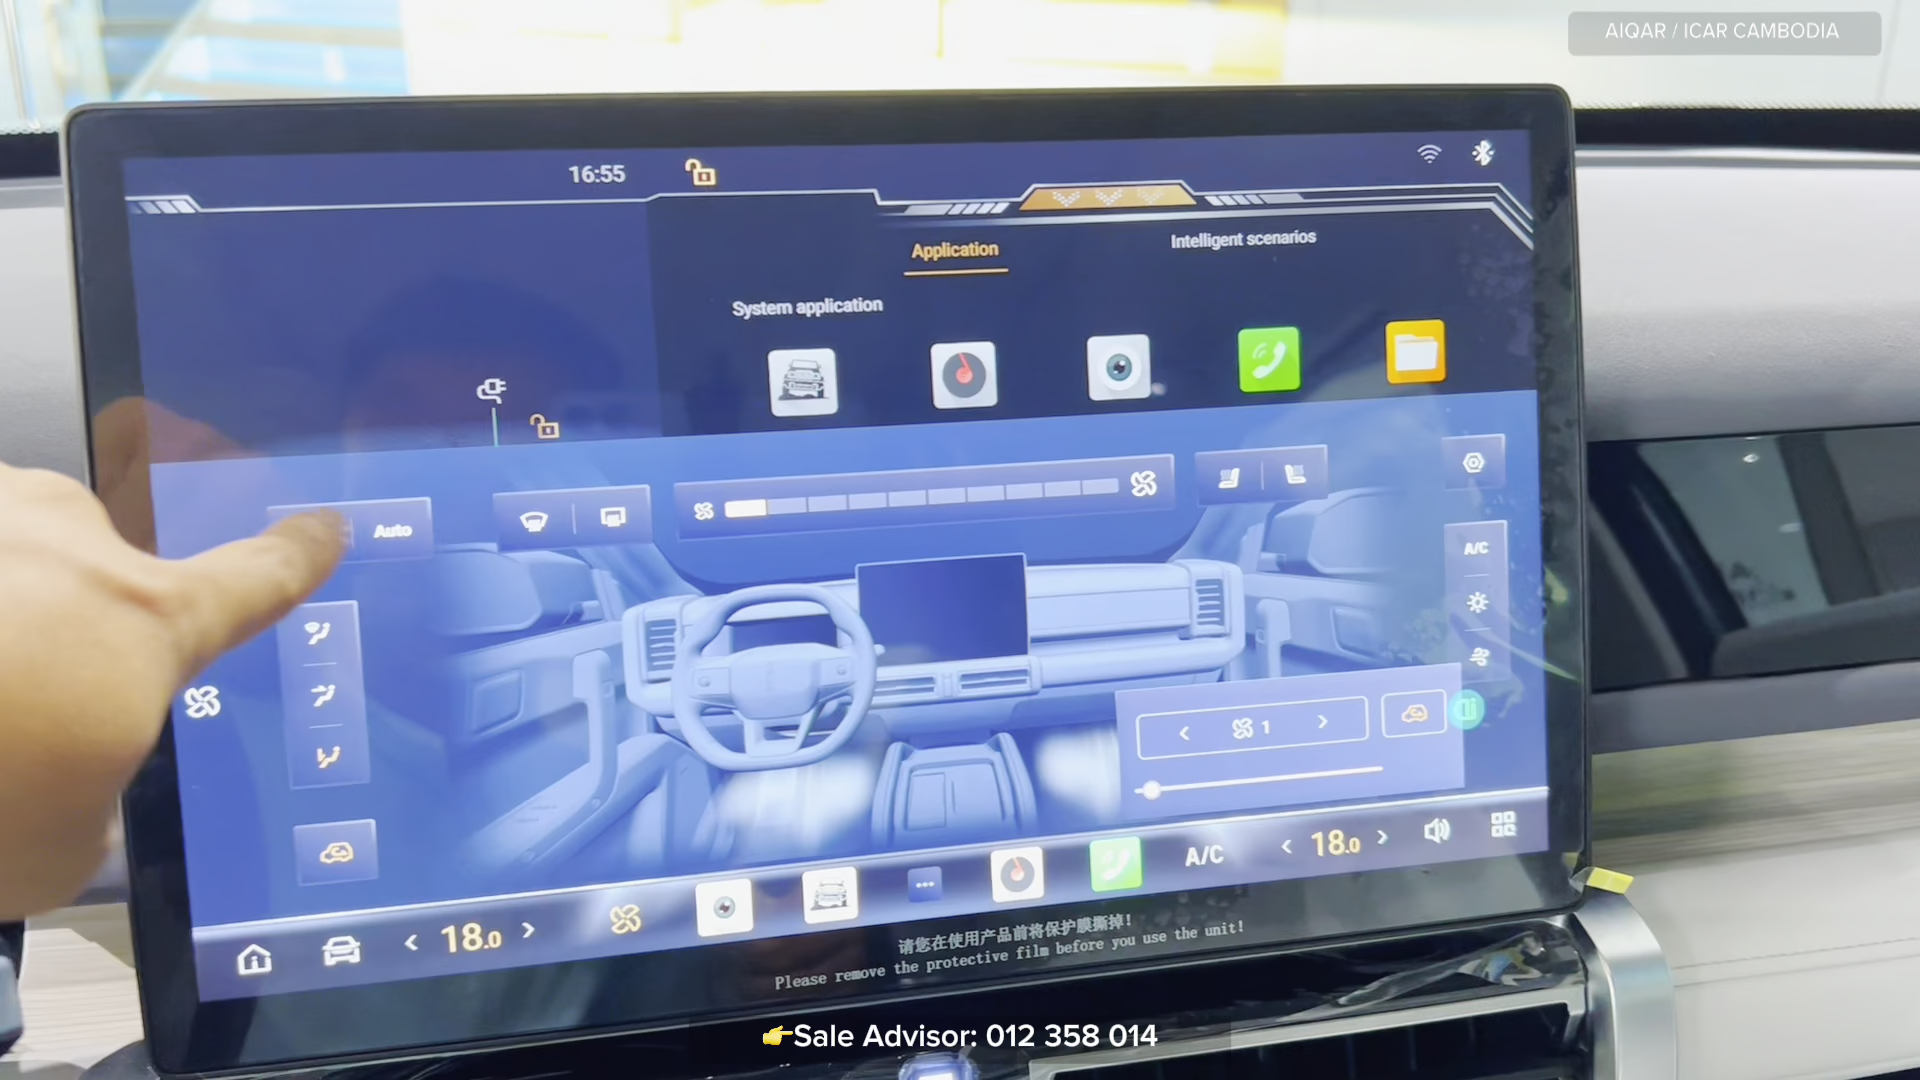 AIQAR / ICAR CAMBODIA
16:55
Application
Intelligent scenarios
System application
Auto
A/C
1
18.0
A/C
18.0
请您在使用产品前将保护膜撕掉!
Please remove the protective film before you use the unit!
👉Sale Advisor: 012 358 014